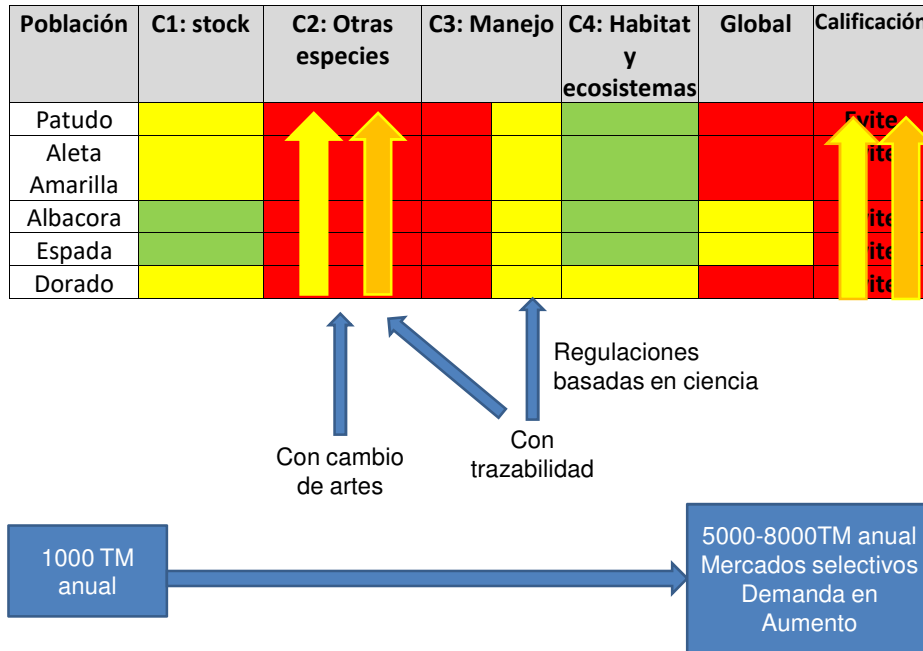 Población C1: stock C2: Otras especies C3: Manejo C4: Habitat y ecosistemas Global Calificación
Patudo
Aleta Amarilla
Albacora
Espada
Dorado
Regulaciones
basadas en ciencia
Con cambio
de artes
Con
trazabilidad
1000 TM
anual
5000-8000TM anual
Mercados selectivos
Demanda en
Aumento